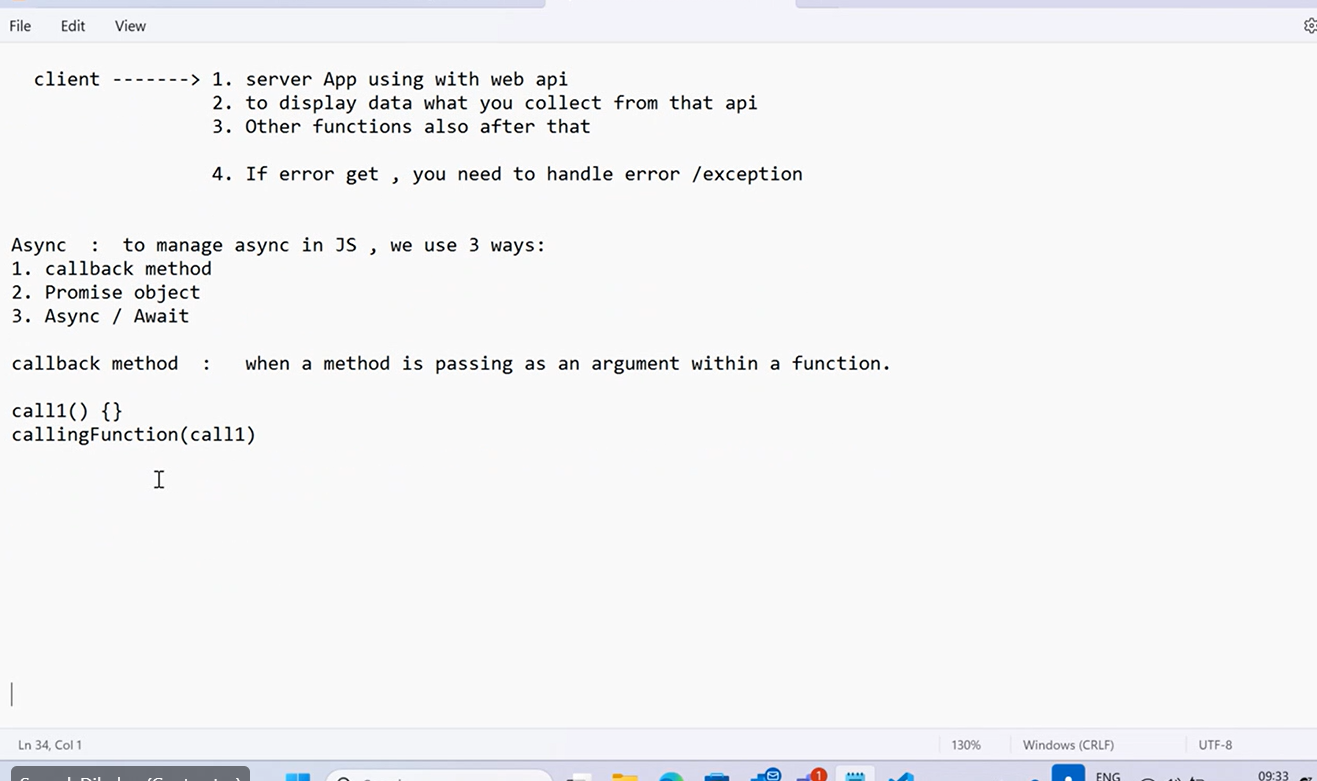 File Edit View
client -------> 1. server App using with web api
2. to display data what you collect from that api
3. Other functions also after that
4. If error get , you need to handle error /exception
Async : to manage async in JS , we use 3 ways:
1. callback method
2. Promise object
3. Async / Await
callback method : when a method is passing as an argument within a function.
call1() {}
callingFunction(call1)
Ln 34, Col 1 130% Windows (CRLF) UTF-8
1 ENG 09:33